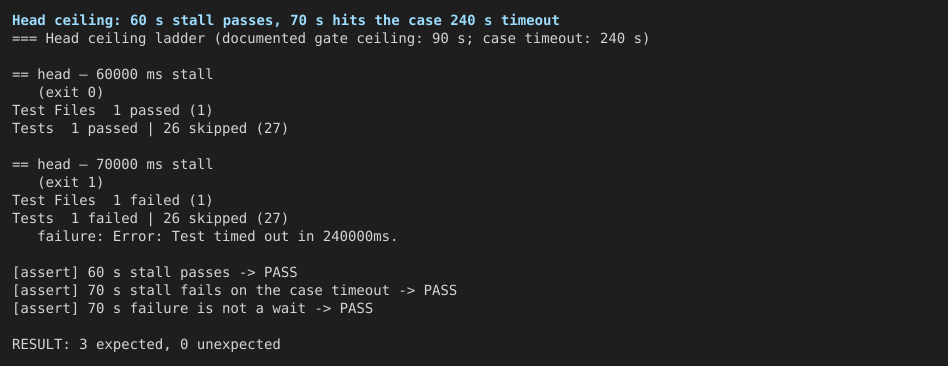 Head ceiling: 60 s stall passes, 70 s hits the case 240 s timeout
=== Head ceiling ladder (documented gate ceiling: 90 s; case timeout: 240 s)
== head — 60000 ms stall
(exit 0)
Test Files  1 passed (1)
Tests  1 passed | 26 skipped (27)
== head — 70000 ms stall
(exit 1)
Test Files  1 failed (1)
Tests  1 failed | 26 skipped (27)
failure: Error: Test timed out in 240000ms.
[assert] 60 s stall passes -> PASS
[assert] 70 s stall fails on the case timeout -> PASS
[assert] 70 s failure is not a wait -> PASS
RESULT: 3 expected, 0 unexpected